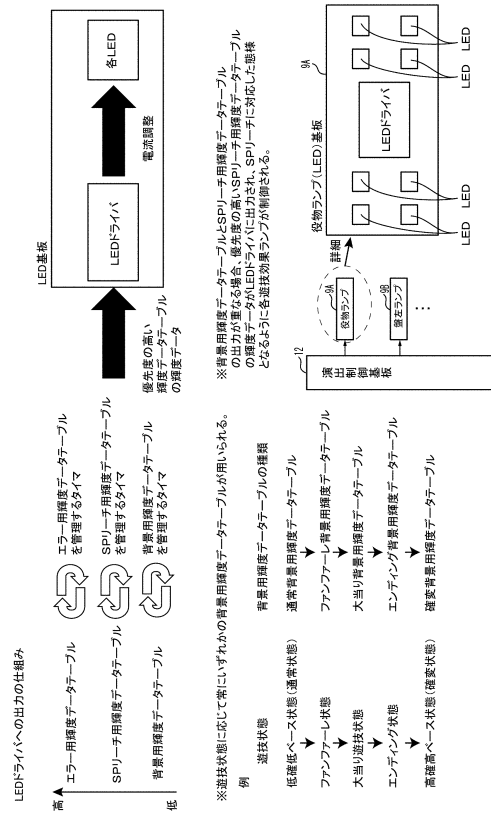 LEDドライバへの出力の仕組み
高
エラー用輝度データテーブル
SPリーチ用輝度データテーブル
背景用輝度データテーブル
低
エラー用輝度データテーブル
を管理するタイマ
SPリーチ用輝度データテーブル
を管理するタイマ
背景用輝度データテーブル
を管理するタイマ
優先度の高い
輝度データテーブル
の輝度データ
LED基板
LEDドライバ
電流調整
各LED
※遊技状態に応じて常にいずれかの背景用輝度データテーブルが用いられる。
例
遊技状態
背景用輝度データテーブルの種類
低確低ベース状態(通常状態)
通常背景用輝度データテーブル
ファンファーレ状態
ファンファーレ背景用輝度データテーブル
大当り遊技状態
大当り背景用輝度データテーブル
エンディング状態
エンディング背景用輝度データテーブル
高確高ベース状態(確変状態)
確変背景用輝度データテーブル
※背景用輝度データテーブルとSPリーチ用輝度データテーブル
の出力が重なる場合、優先度の高いSPリーチ用輝度データテーブル
の輝度データがLEDドライバに出力され、SPリーチに対応した態様
となるように各遊技効果ランプが制御される。
12
演出制御基板
9A
役物ランプ
9B
盤左ランプ
…
詳細
役物ランプ(LED)基板
9A
LEDドライバ
LED
LED
LED
LED